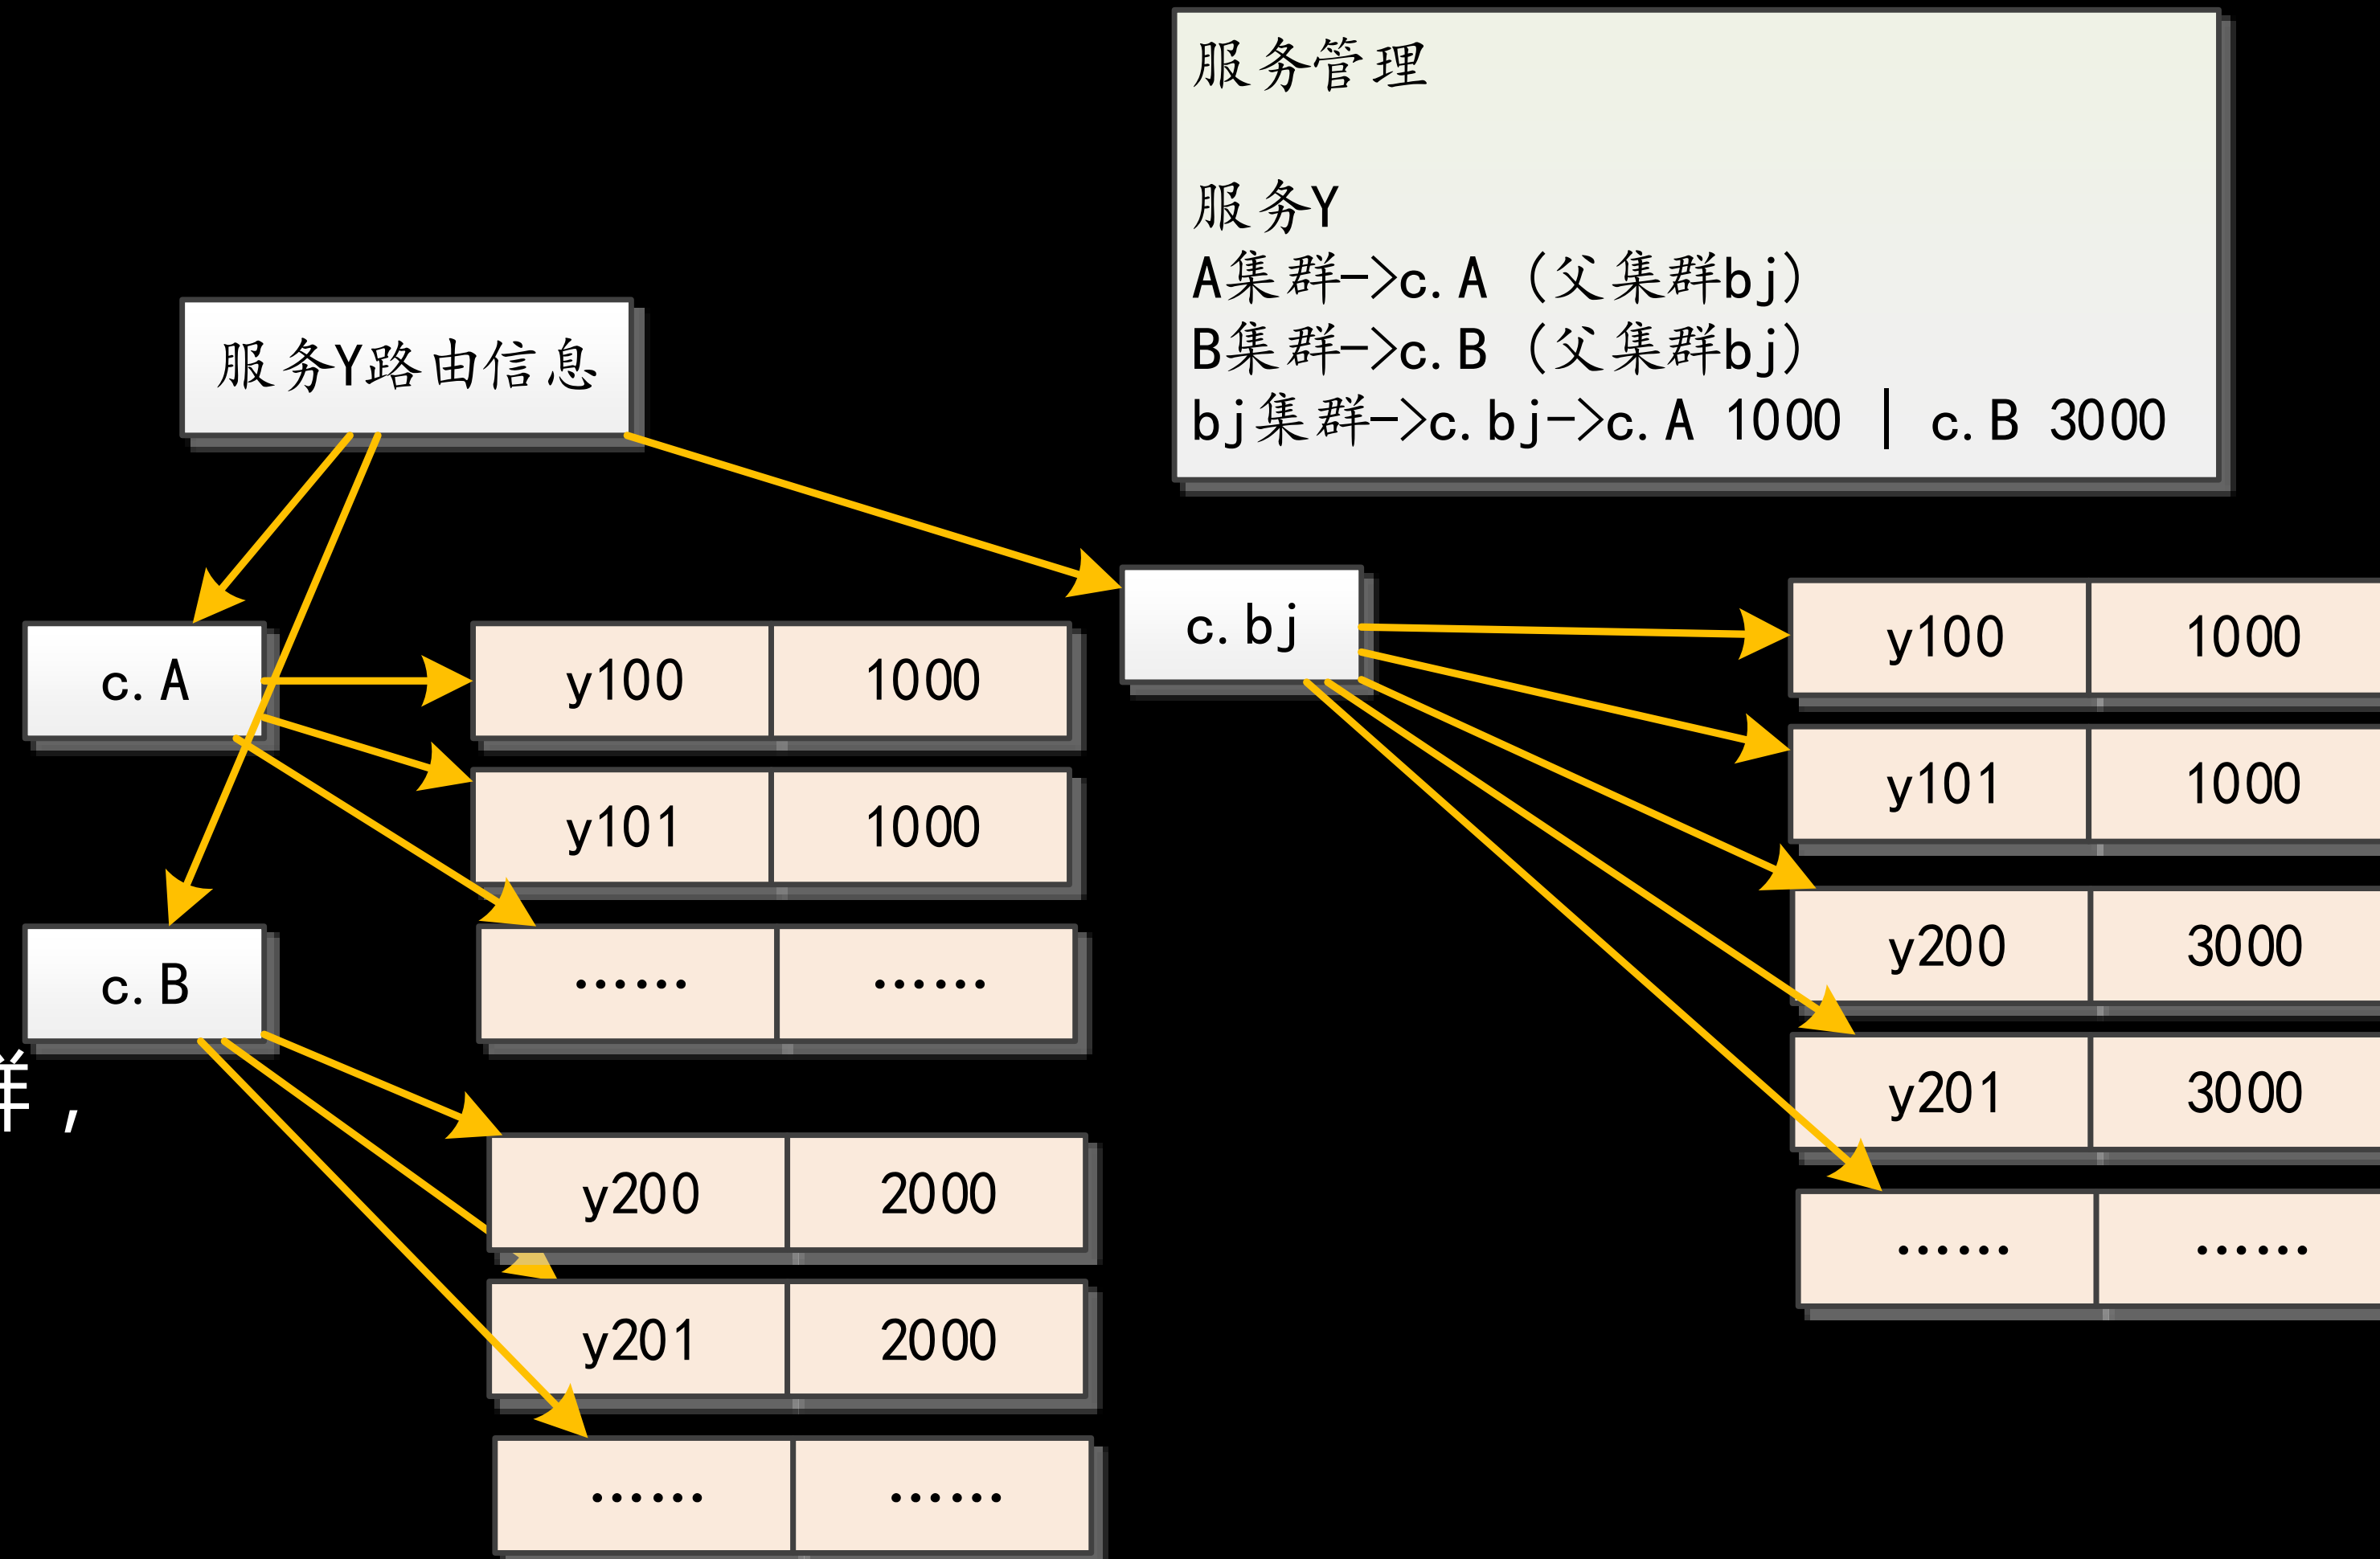 服务管理
服务Y
A集群->c.A (父集群bj)
B集群->c.B (父集群bj)
bj集群->c.bj->c.A 1000 | c.B 3000
服务Y路由信息
c.A
y100 1000
y101 1000
…… ……
c.B
y200 2000
y201 2000
…… ……
c.bj
y100 1000
y101 1000
y200 3000
y201 3000
…… ……
，